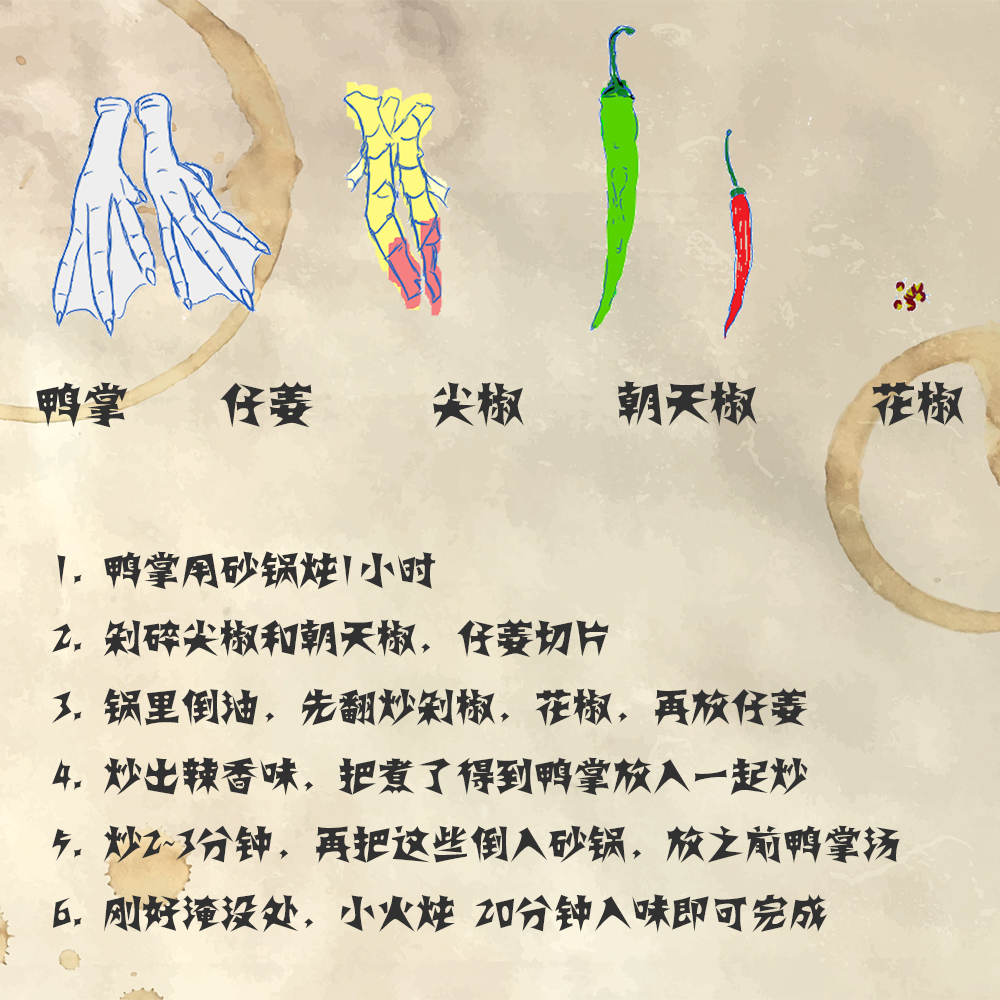 鸭掌 仔姜 尖椒 朝天椒 花椒
1. 鸭掌用砂锅炖1小时
2. 剁碎尖椒和朝天椒，仔姜切片
3. 锅里倒油，先翻炒剁椒，花椒，再放仔姜
4. 炒出辣香味，把煮了得到鸭掌放入一起炒
5. 炒2~3分钟，再把这些倒入砂锅，放之前鸭掌汤
6. 刚好淹没处，小火炖 20分钟入味即可完成